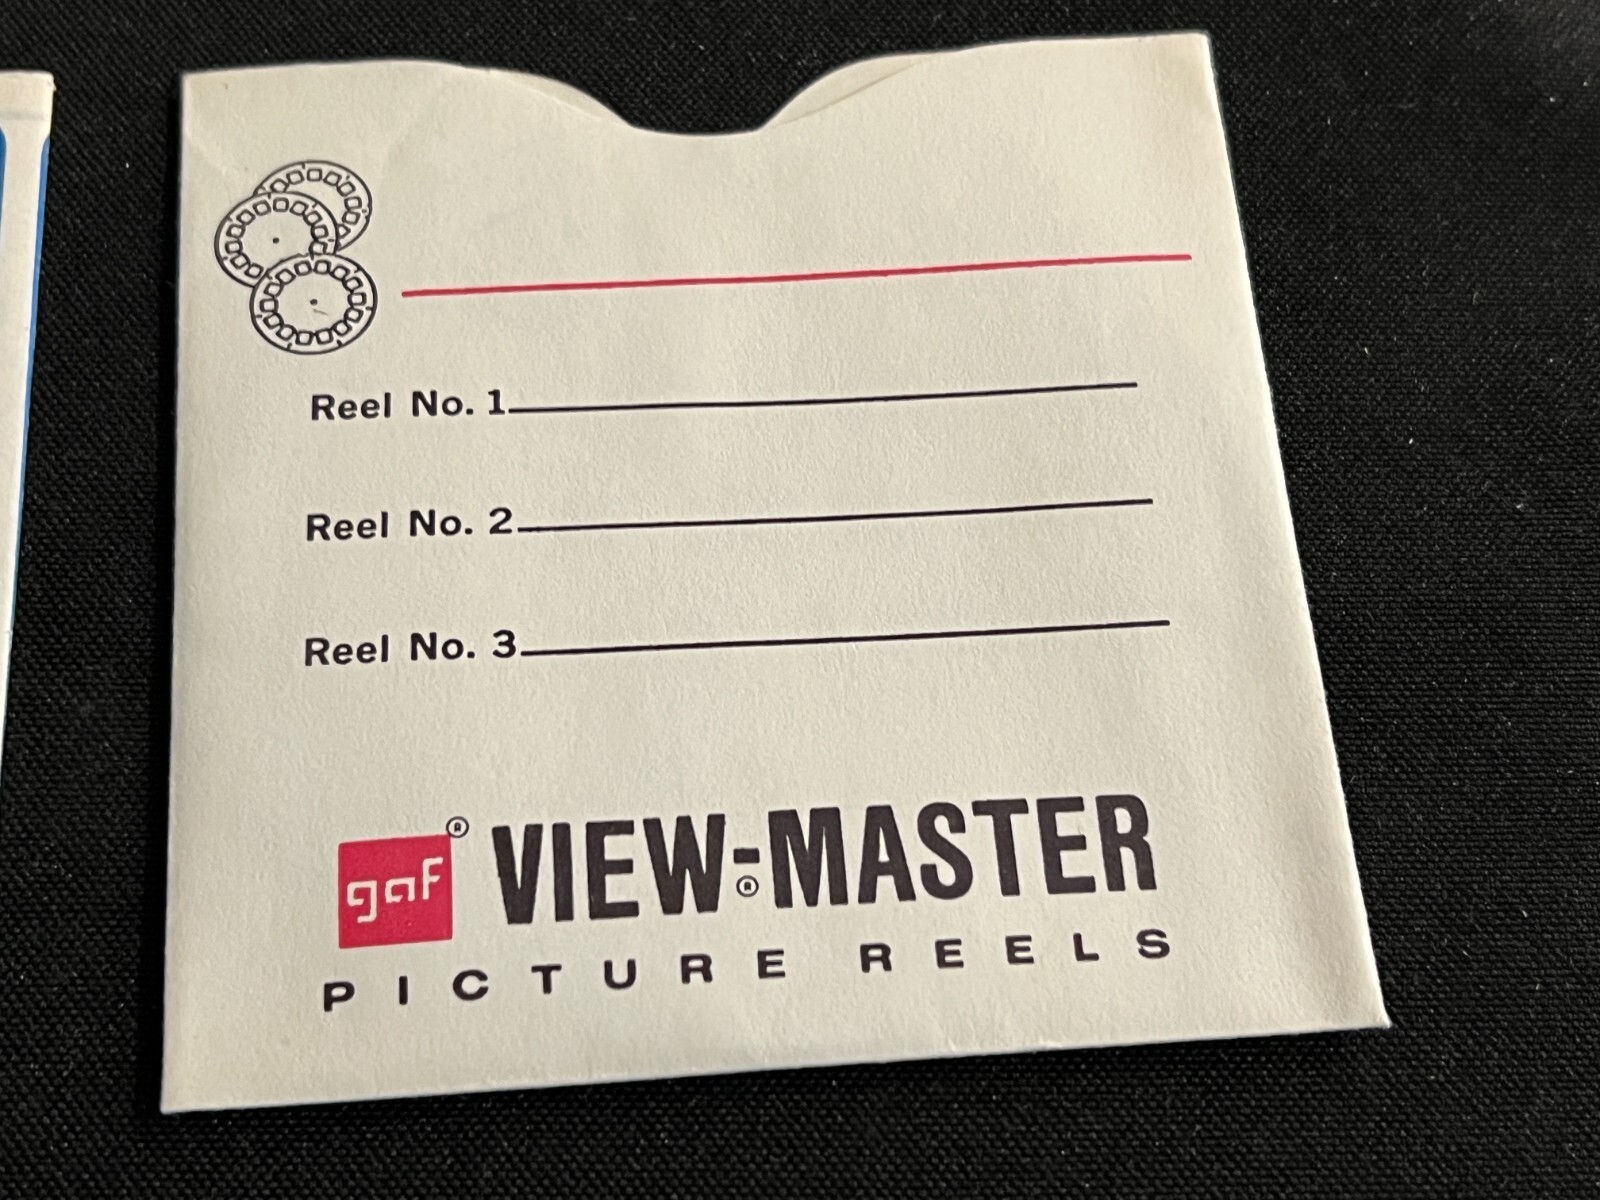 Reel No. 1
Reel No. 2
Reel No. 3
gaf® VIEW-MASTER®
PICTURE REELS